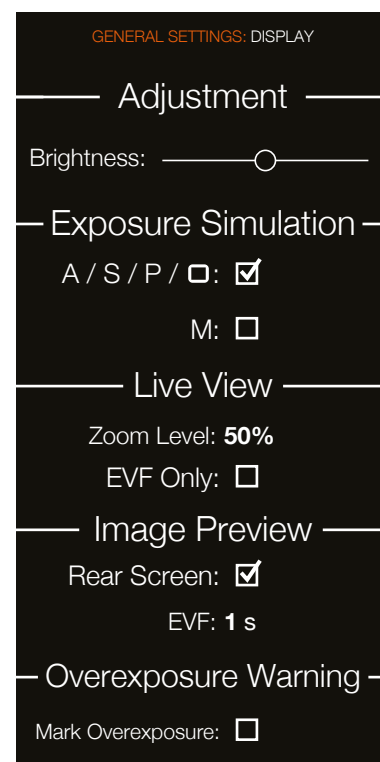 GENERAL SETTINGS: DISPLAY
Adjustment
Brightness:
Exposure Simulation
A / S / P / :
M:
Live View
Zoom Level: 50%
EVF Only:
Image Preview
Rear Screen:
EVF: 1 s
Overexposure Warning
Mark Overexposure: